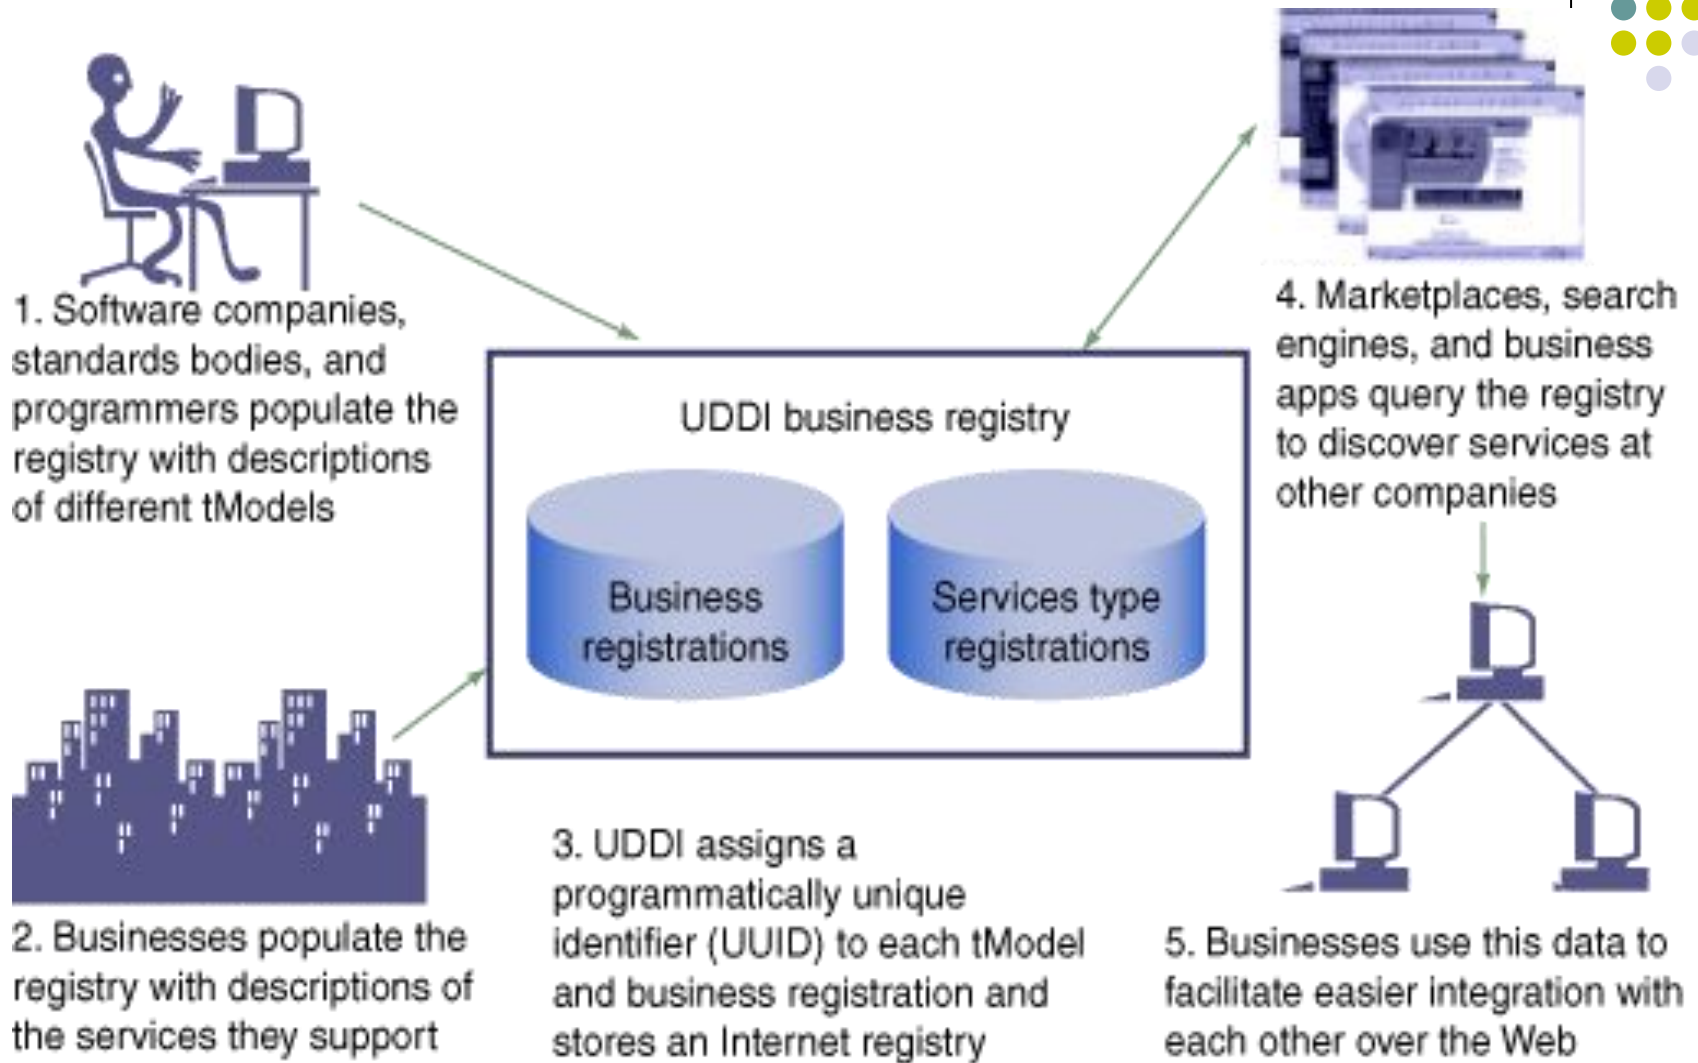 1. Software companies,
standards bodies, and
programmers populate the
registry with descriptions
of different tModels
UDDI business registry
Business
registrations
Services type
registrations
2. Businesses populate the
registry with descriptions of
the services they support
3. UDDI assigns a
programmatically unique
identifier (UUID) to each tModel
and business registration and
stores an Internet registry
4. Marketplaces, search
engines, and business
apps query the registry
to discover services at
other companies
5. Businesses use this data to
facilitate easier integration with
each other over the Web